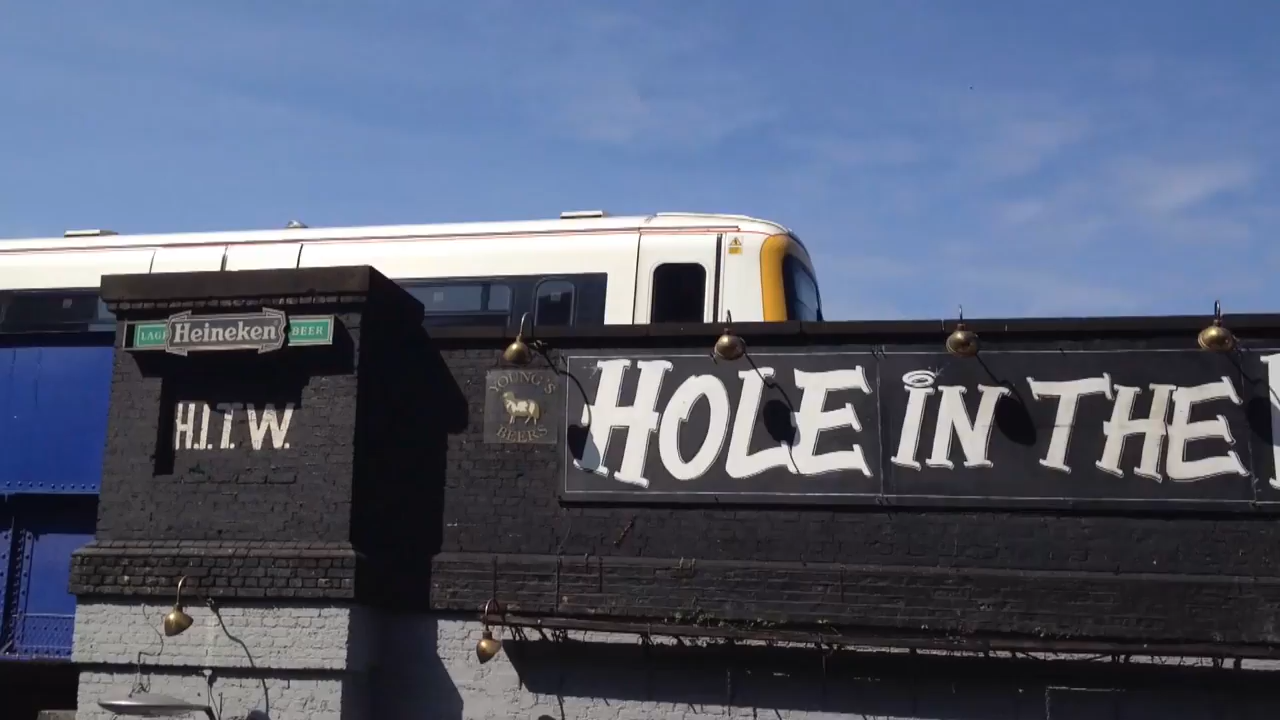 LAGER Heineken BEER
H.I.T.W.
YOUNG'S
BEERS
HOLE IN THE